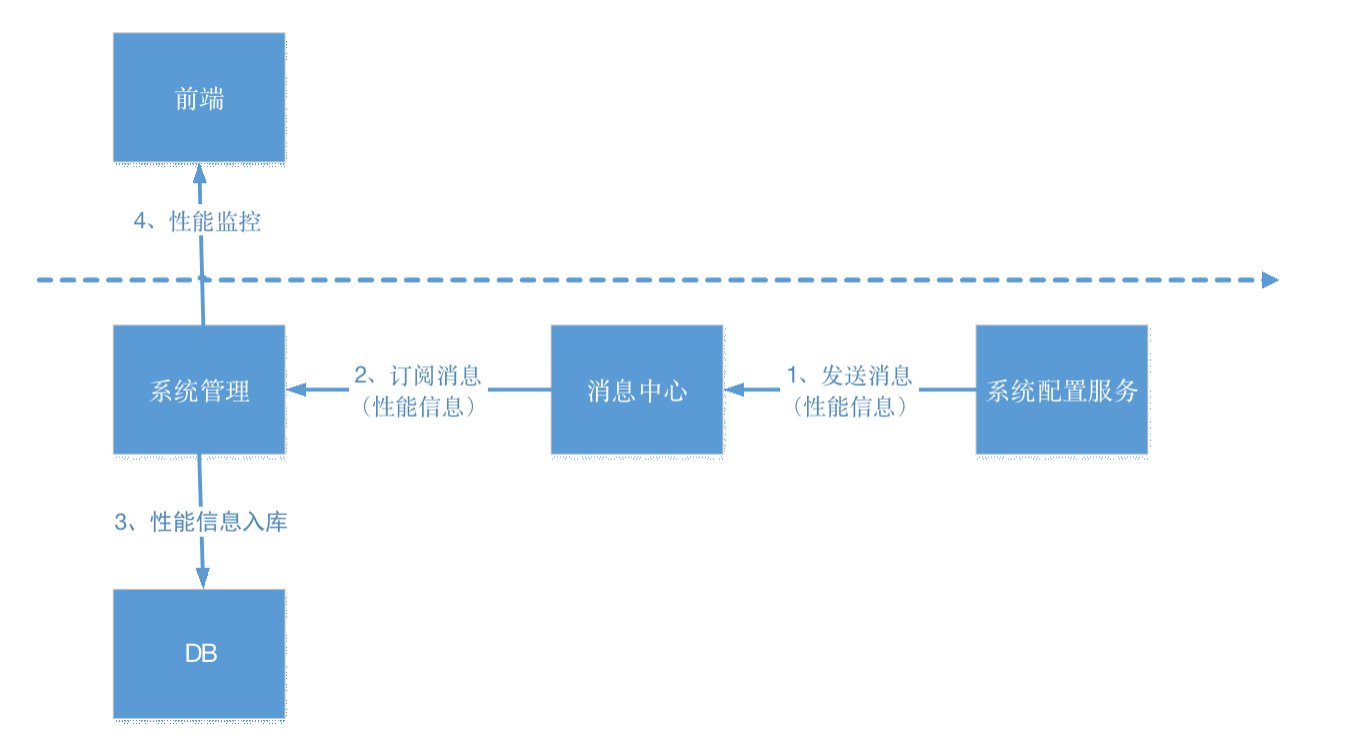 前端
4、性能监控
系统管理
2、订阅消息
（性能信息）
消息中心
1、发送消息
（性能信息）
系统配置服务
3、性能信息入库
DB